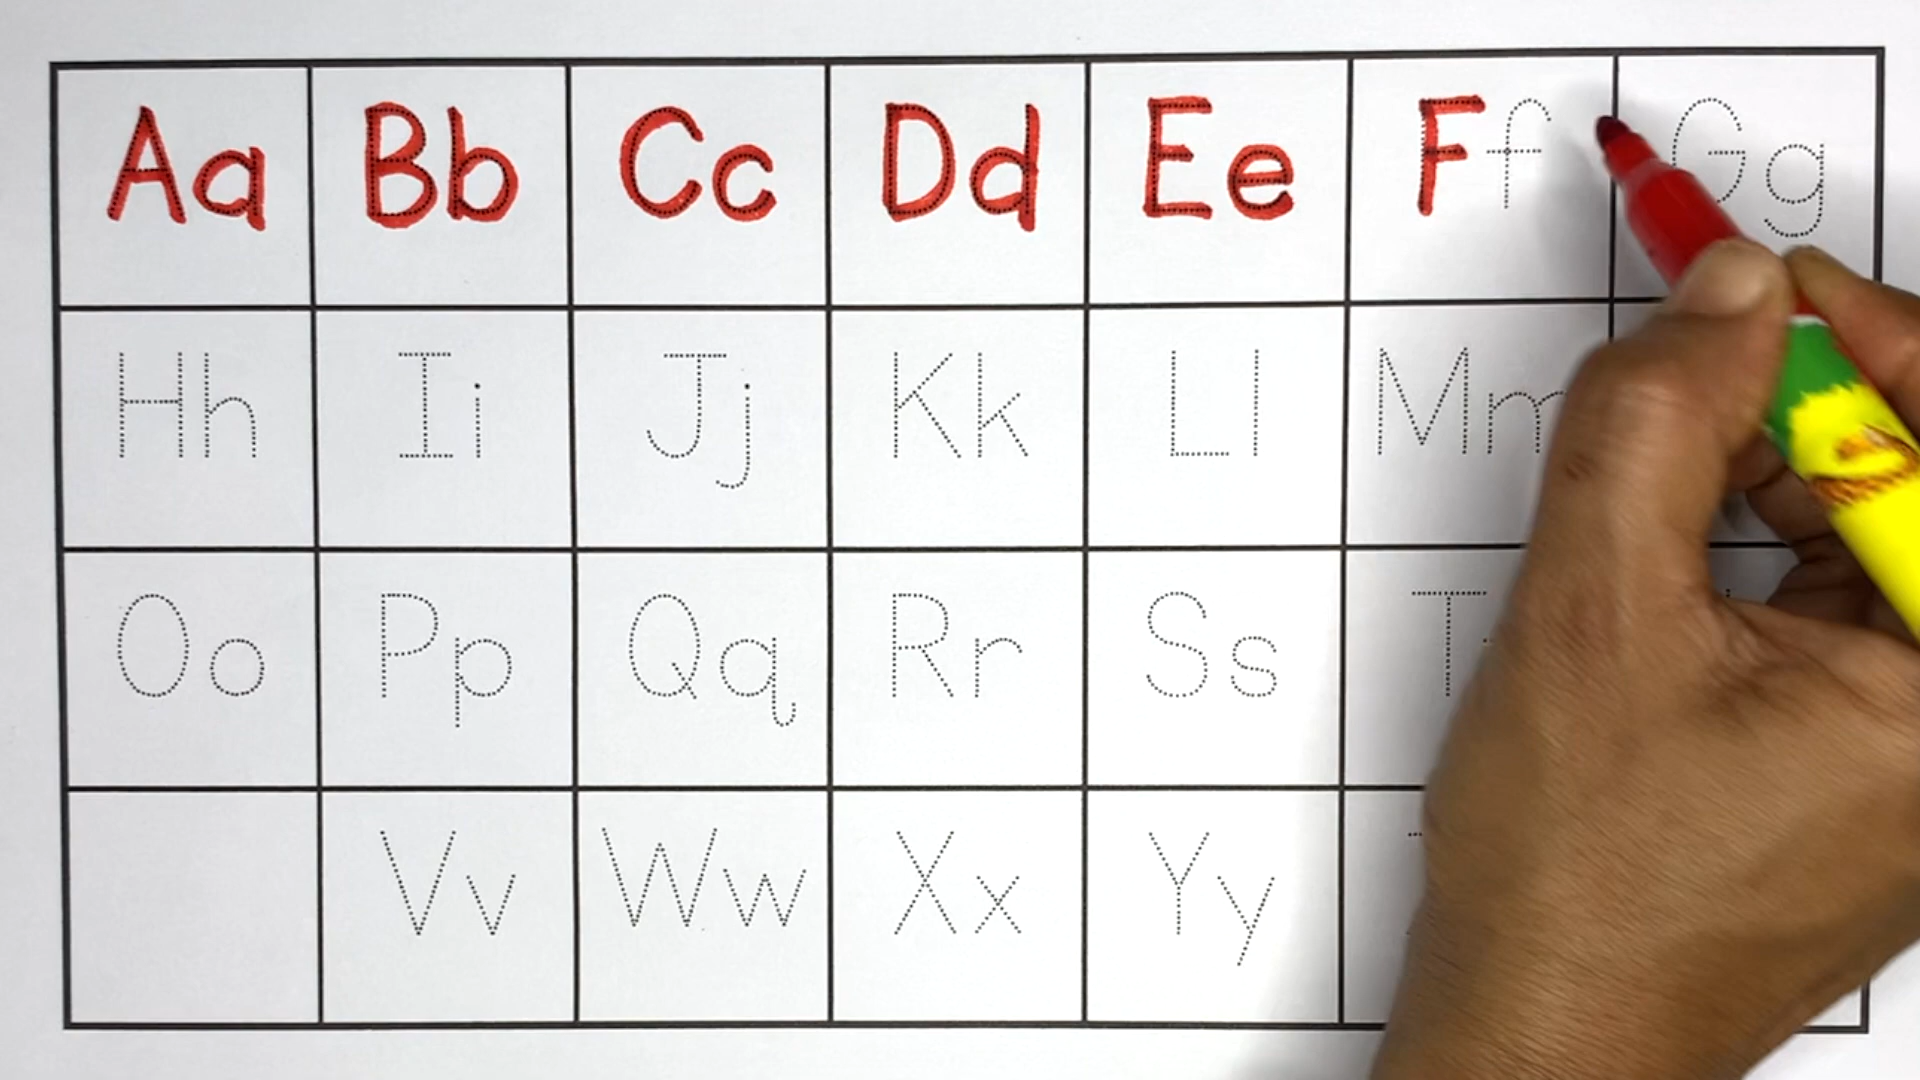 Aa Bb Cc Dd Ee Ff Gg
Hh Ii Jj Kk Ll Mm
Oo Pp Qq Rr Ss T
Vv Ww Xx Yy